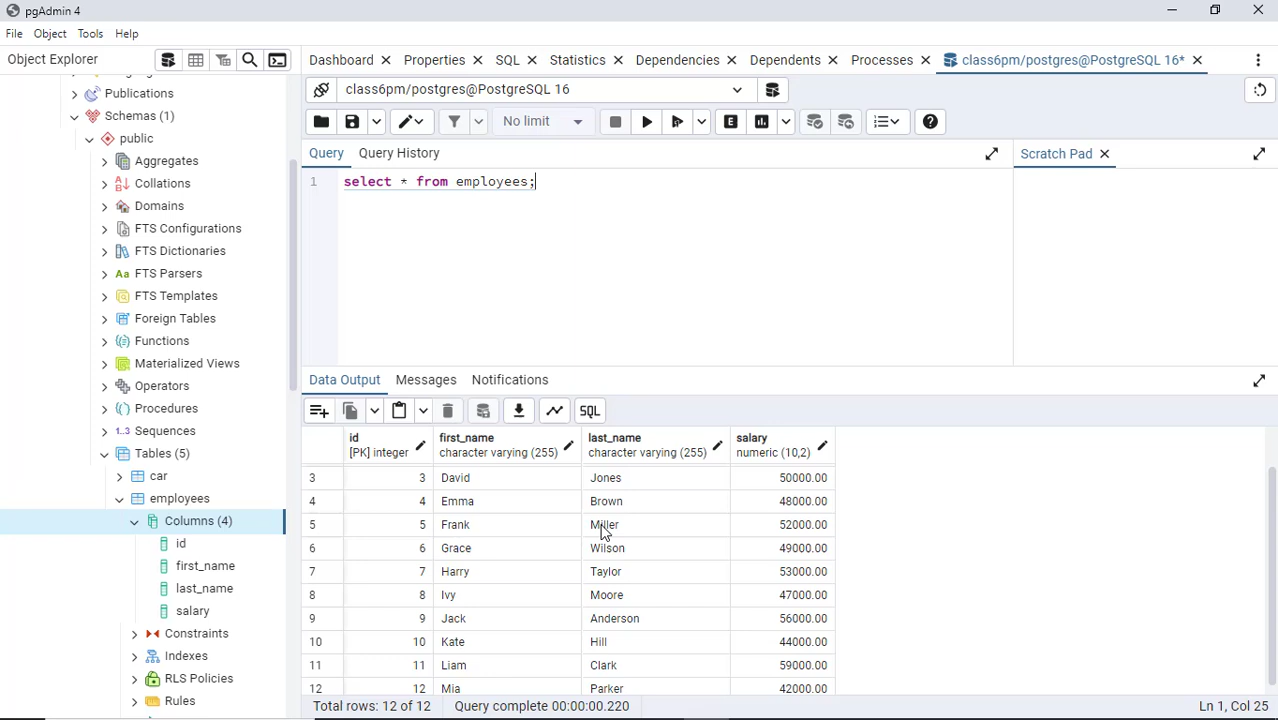 pgAdmin 4
File Object Tools Help
Object Explorer
Dashboard Properties SQL Statistics Dependencies Dependents Processes class6pm/postgres@PostgreSQL 16*
Publications
Schemas (1)
public
Aggregates
Collations
Domains
FTS Configurations
FTS Dictionaries
Aa FTS Parsers
FTS Templates
Foreign Tables
Functions
Materialized Views
Operators
Procedures
1..3 Sequences
Tables (5)
car
employees
Columns (4)
id
first_name
last_name
salary
Constraints
Indexes
RLS Policies
Rules
class6pm/postgres@PostgreSQL 16
No limit E
Query Query History
1 select * from employees;
Scratch Pad
Data Output Messages Notifications
SQL
id first_name last_name salary
[PK] integer character varying (255) character varying (255) numeric (10,2)
3 3 David Jones 50000.00
4 4 Emma Brown 48000.00
5 5 Frank Miller 52000.00
6 6 Grace Wilson 49000.00
7 7 Harry Taylor 53000.00
8 8 Ivy Moore 47000.00
9 9 Jack Anderson 56000.00
10 10 Kate Hill 44000.00
11 11 Liam Clark 59000.00
12 12 Mia Parker 42000.00
Total rows: 12 of 12 Query complete 00:00:00.220 Ln 1, Col 25